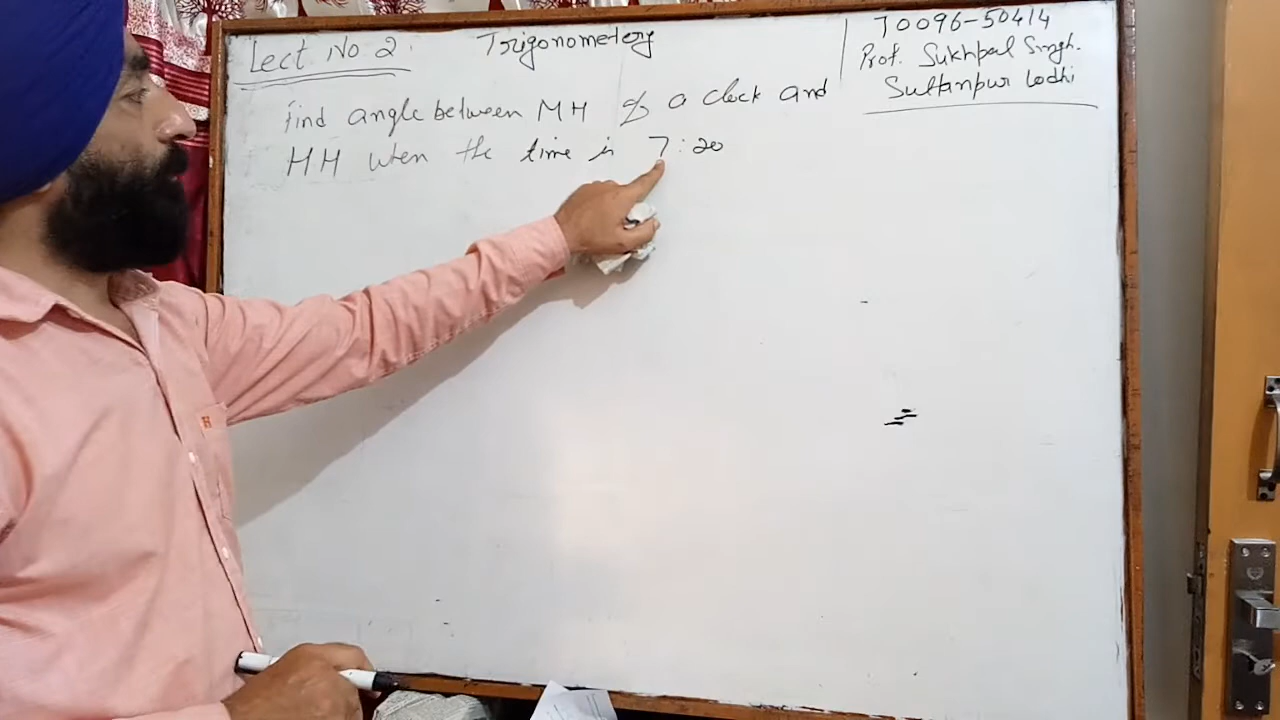 Lect No 2.
Trigonometery
70096-50414
Prof. Sukhpal Singh.
Sultanpur Lodhi
find angle between MH of a clock and
HH when the time is 7:20
H